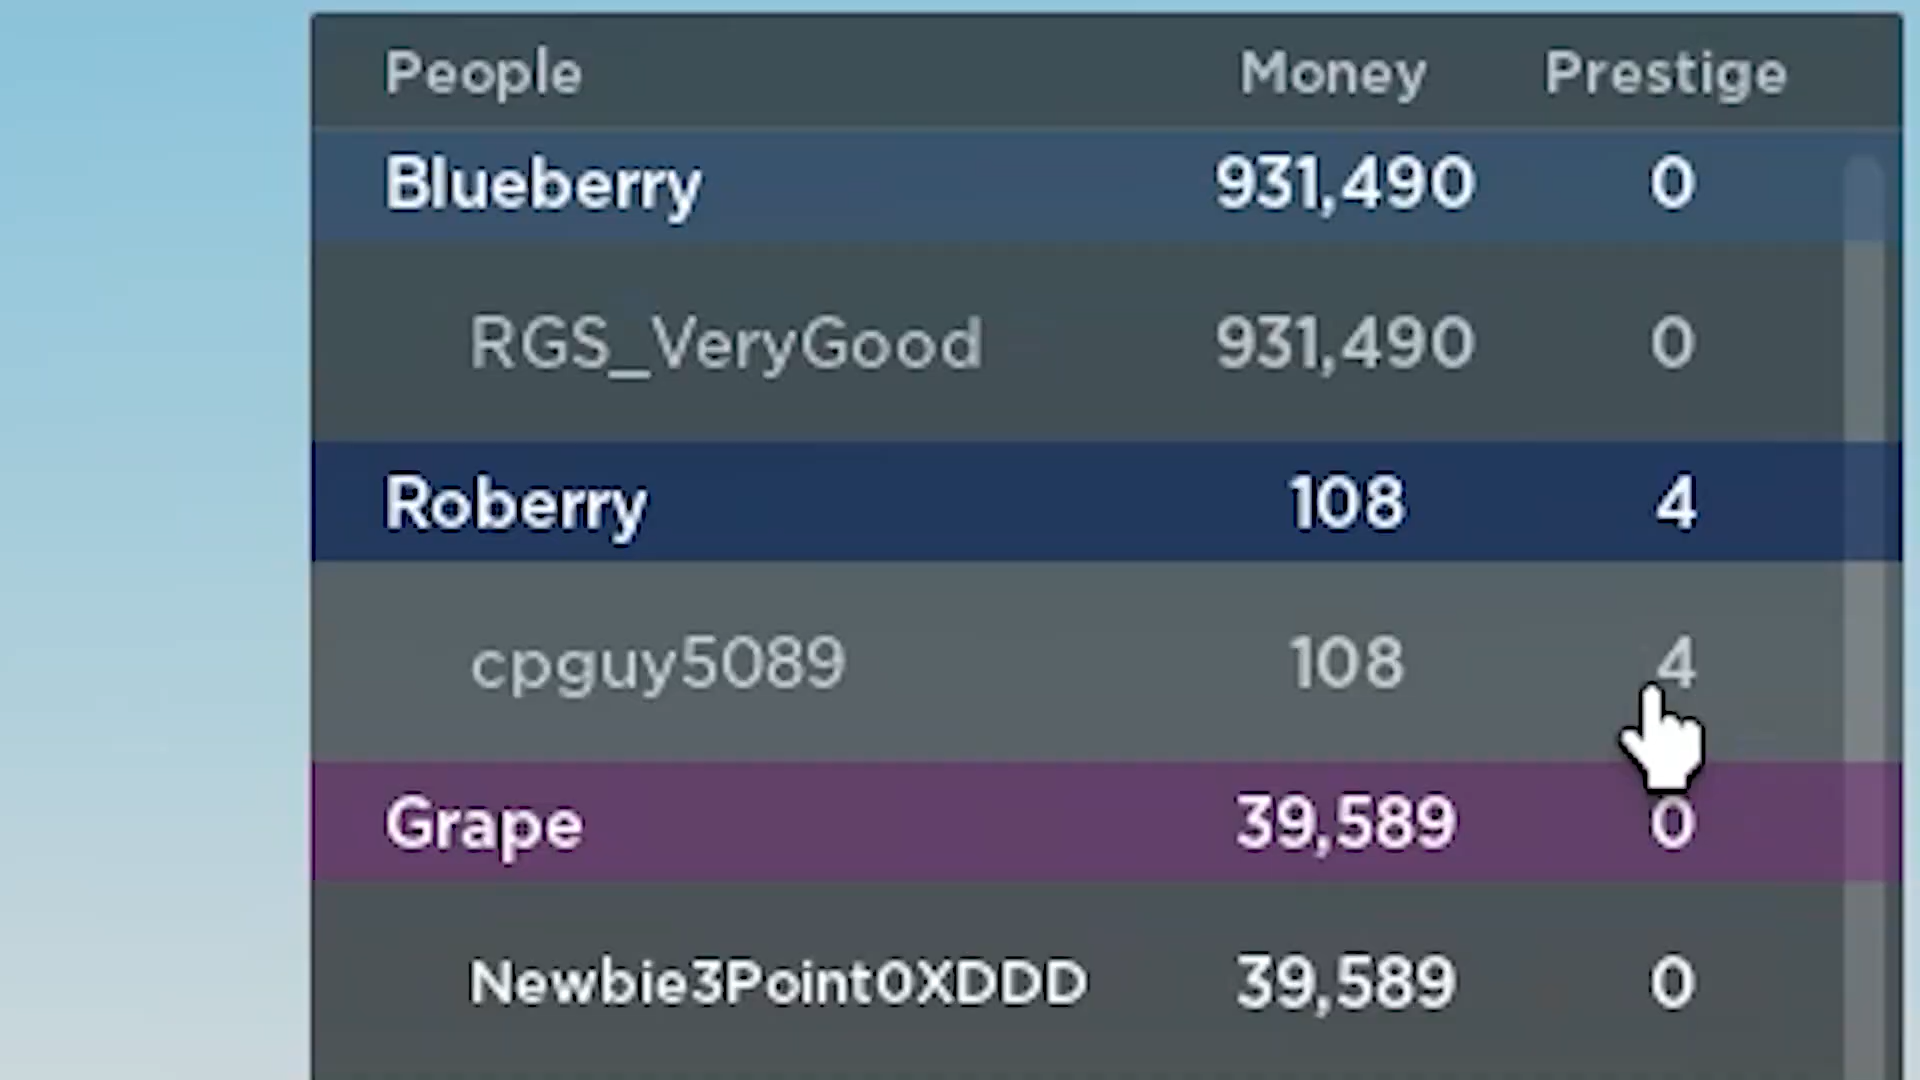 People Money Prestige
Blueberry 931,490 0
RGS_VeryGood 931,490 0
Roberry 108 4
cpguy5089 108 4
Grape 39,589 0
Newbie3Point0XDDD 39,589 0